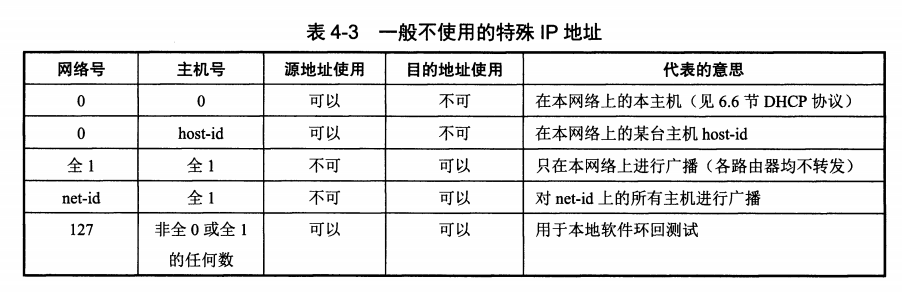 表 4-3 一般不使用的特殊 IP 地址
网络号 主机号 源地址使用 目的地址使用 代表的意思
0 0 可以 不可 在本网络上的本主机（见 6.6 节 DHCP 协议）
0 host-id 可以 不可 在本网络上的某台主机 host-id
全 1 全 1 不可 可以 只在本网络上进行广播（各路由器均不转发）
net-id 全 1 不可 可以 对 net-id 上的所有主机进行广播
127 非全 0 或全 1 可以 可以 用于本地软件环回测试
的任何数